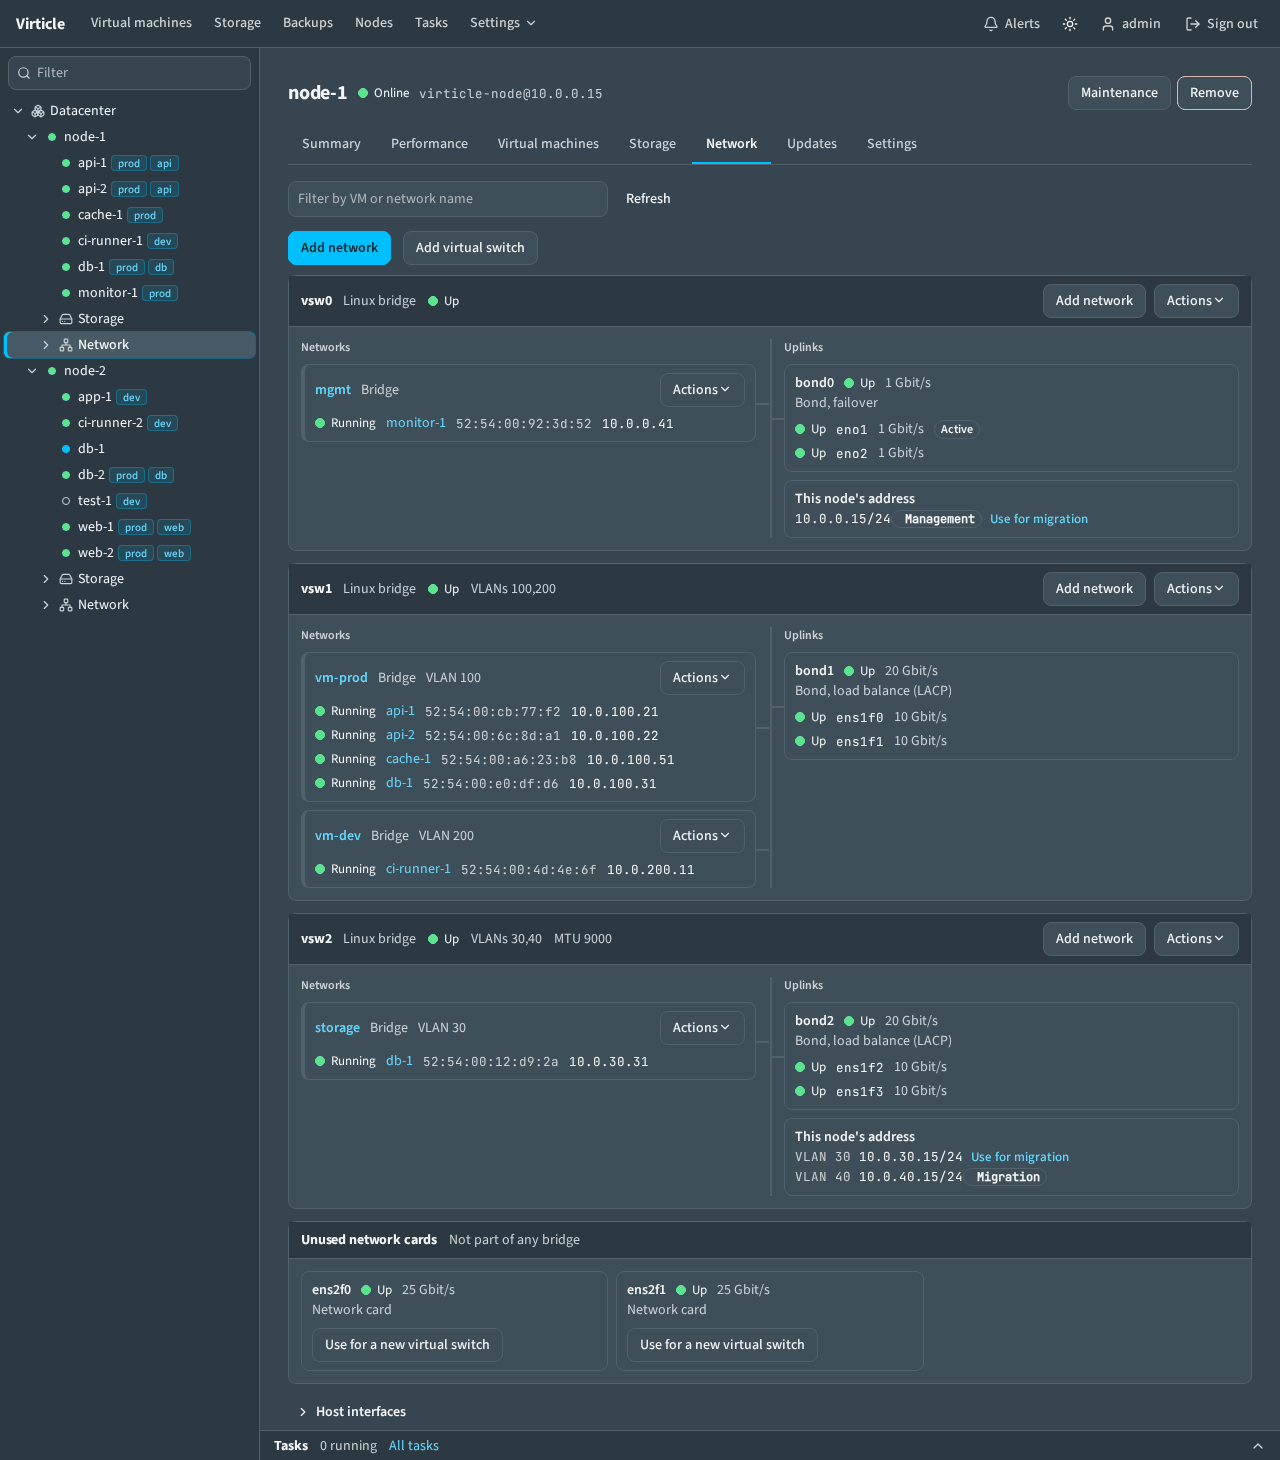 Virticle
Virtual machines
Storage
Backups
Nodes
Tasks
Settings
Alerts
admin
Sign out
Filter
Datacenter
node-1
api-1 prod api
api-2 prod api
cache-1 prod
ci-runner-1 dev
db-1 prod db
monitor-1 prod
Storage
Network
node-2
app-1 dev
ci-runner-2 dev
db-1
db-2 prod db
test-1 dev
web-1 prod web
web-2 prod web
Storage
Network
node-1 Online virticle-node@10.0.0.15
Maintenance
Remove
Summary
Performance
Virtual machines
Storage
Network
Updates
Settings
Filter by VM or network name
Refresh
Add network
Add virtual switch
vsw0 Linux bridge Up
Add network
Actions
Networks
mgmt Bridge
Actions
Running monitor-1 52:54:00:92:3d:52 10.0.0.41
Uplinks
bond0 Up 1 Gbit/s
Bond, failover
Up eno1 1 Gbit/s Active
Up eno2 1 Gbit/s
This node's address
10.0.0.15/24 Management Use for migration
vsw1 Linux bridge Up VLANs 100,200
Add network
Actions
Networks
vm-prod Bridge VLAN 100
Actions
Running api-1 52:54:00:cb:77:f2 10.0.100.21
Running api-2 52:54:00:6c:8d:a1 10.0.100.22
Running cache-1 52:54:00:a6:23:b8 10.0.100.51
Running db-1 52:54:00:e0:df:d6 10.0.100.31
vm-dev Bridge VLAN 200
Actions
Running ci-runner-1 52:54:00:4d:4e:6f 10.0.200.11
Uplinks
bond1 Up 20 Gbit/s
Bond, load balance (LACP)
Up ens1f0 10 Gbit/s
Up ens1f1 10 Gbit/s
vsw2 Linux bridge Up VLANs 30,40 MTU 9000
Add network
Actions
Networks
storage Bridge VLAN 30
Actions
Running db-1 52:54:00:12:d9:2a 10.0.30.31
Uplinks
bond2 Up 20 Gbit/s
Bond, load balance (LACP)
Up ens1f2 10 Gbit/s
Up ens1f3 10 Gbit/s
This node's address
VLAN 30 10.0.30.15/24 Use for migration
VLAN 40 10.0.40.15/24 Migration
Unused network cards Not part of any bridge
ens2f0 Up 25 Gbit/s
Network card
Use for a new virtual switch
ens2f1 Up 25 Gbit/s
Network card
Use for a new virtual switch
Host interfaces
Tasks 0 running All tasks